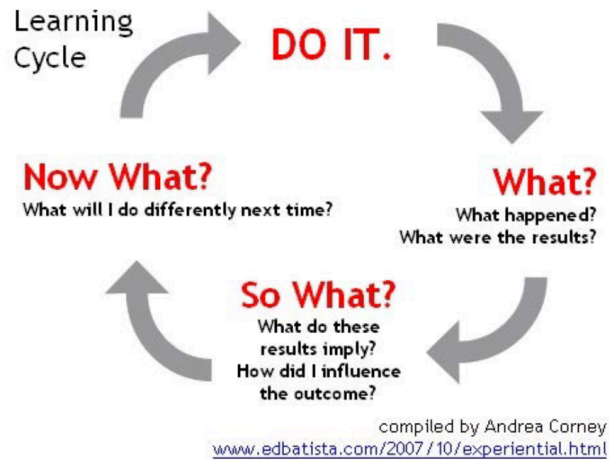 Learning
Cycle
DO IT.
What?
What happened?
What were the results?
So What?
What do these
results imply?
How did I influence
the outcome?
Now What?
What will I do differently next time?
compiled by Andrea Corney
www.edbatista.com/2007/10/experiential.html